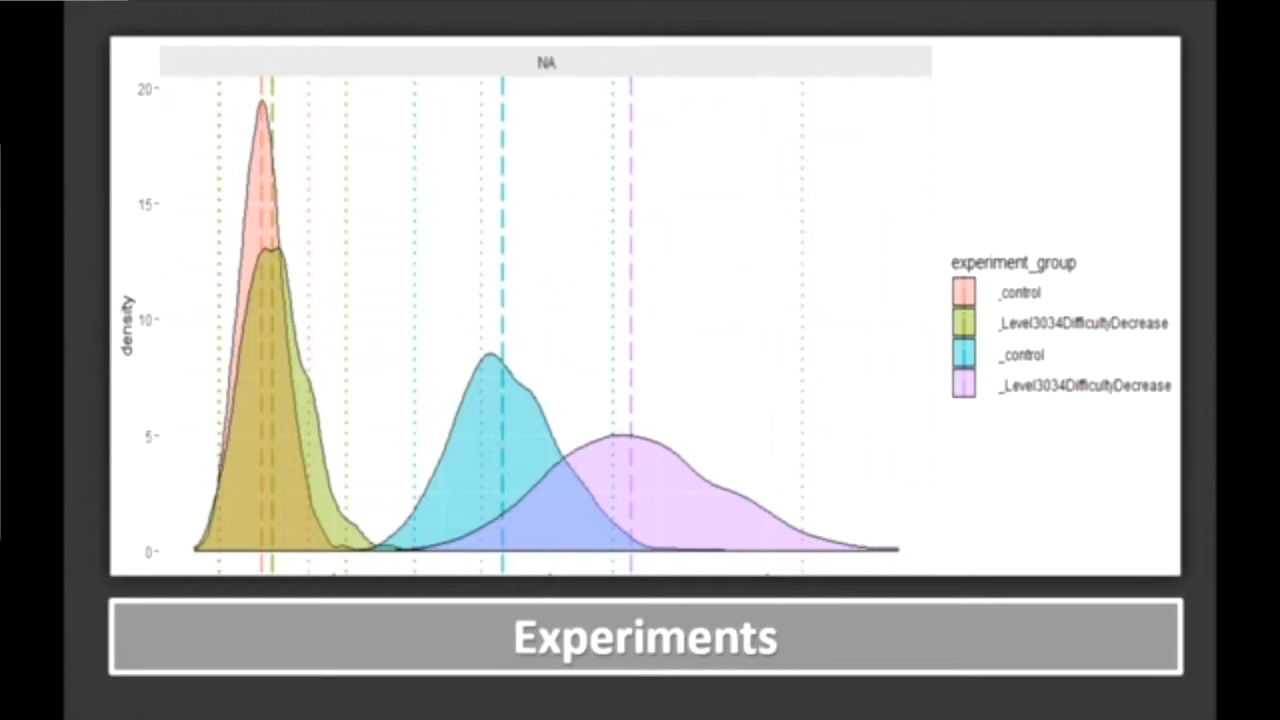 NA
20
15
10
5
0
density
experiment_group
_control
_Level3034DifficultyDecrease
_control
_Level3034DifficultyDecrease
Experiments